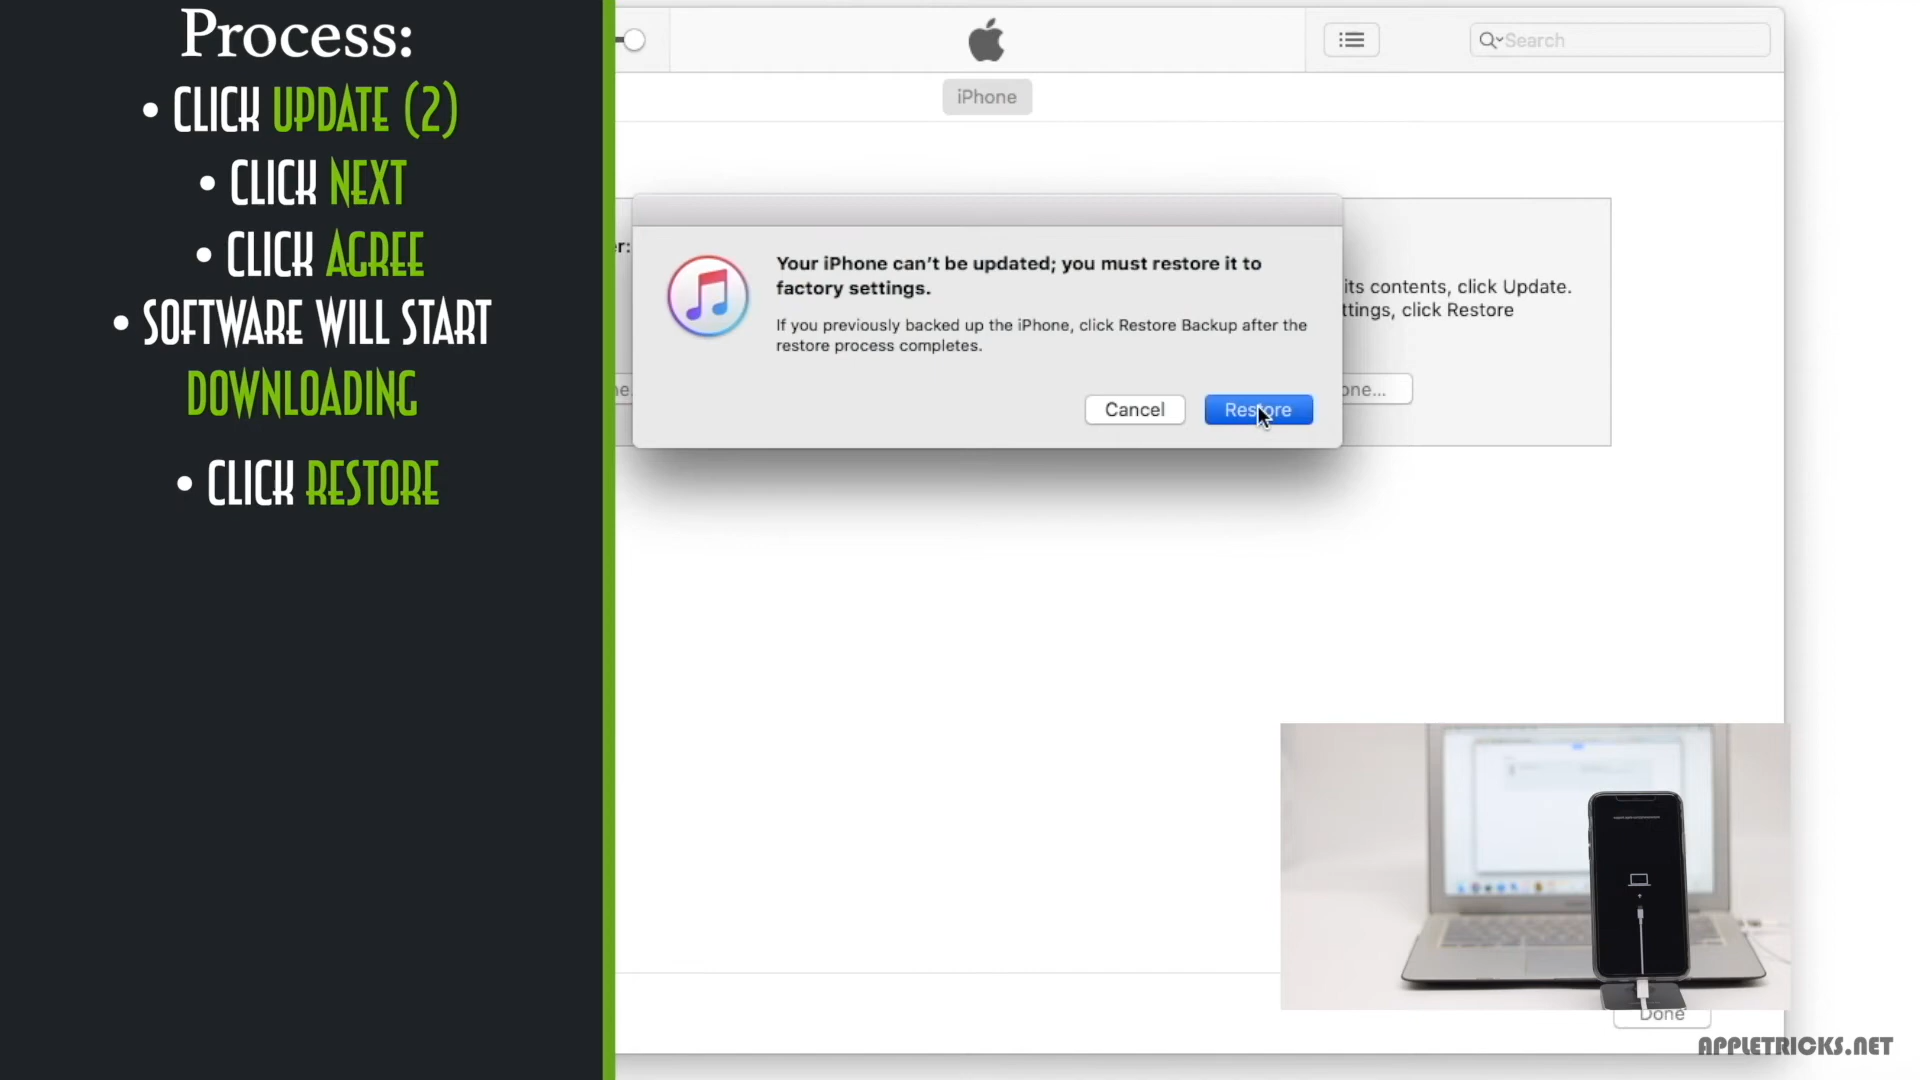 Process:
• CLICK UPDATE (2)
• CLICK NEXT
• CLICK AGREE
• SOFTWARE WILL START
DOWNLOADING
• CLICK RESTORE
Search
iPhone
r:
Your iPhone can't be updated; you must restore it to
factory settings.
If you previously backed up the iPhone, click Restore Backup after the
restore process completes.
its contents, click Update.
ttings, click Restore
ne.
one...
Cancel
Restore
Done
APPLETRICKS.NET